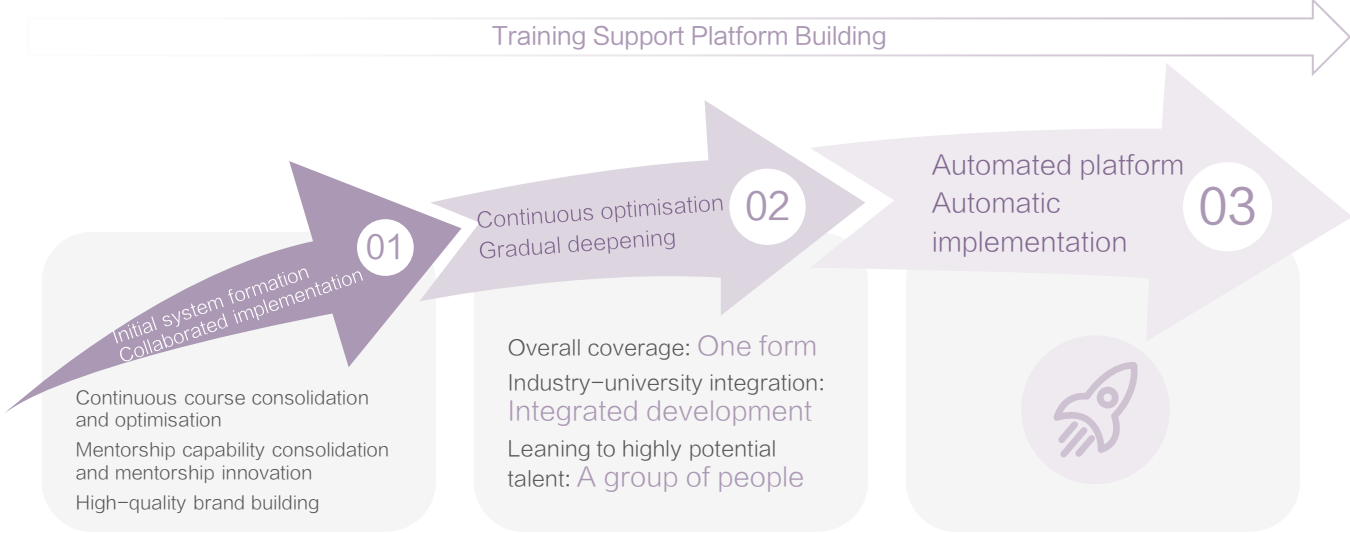 Training Support Platform Building
Initial system formation
Collaborated implementation
01
Continuous course consolidation
and optimisation
Mentorship capability consolidation
and mentorship innovation
High-quality brand building
Continuous optimisation
Gradual deepening
02
Overall coverage: One form
Industry-university integration:
Integrated development
Leaning to highly potential
talent: A group of people
Automated platform
Automatic
implementation
03